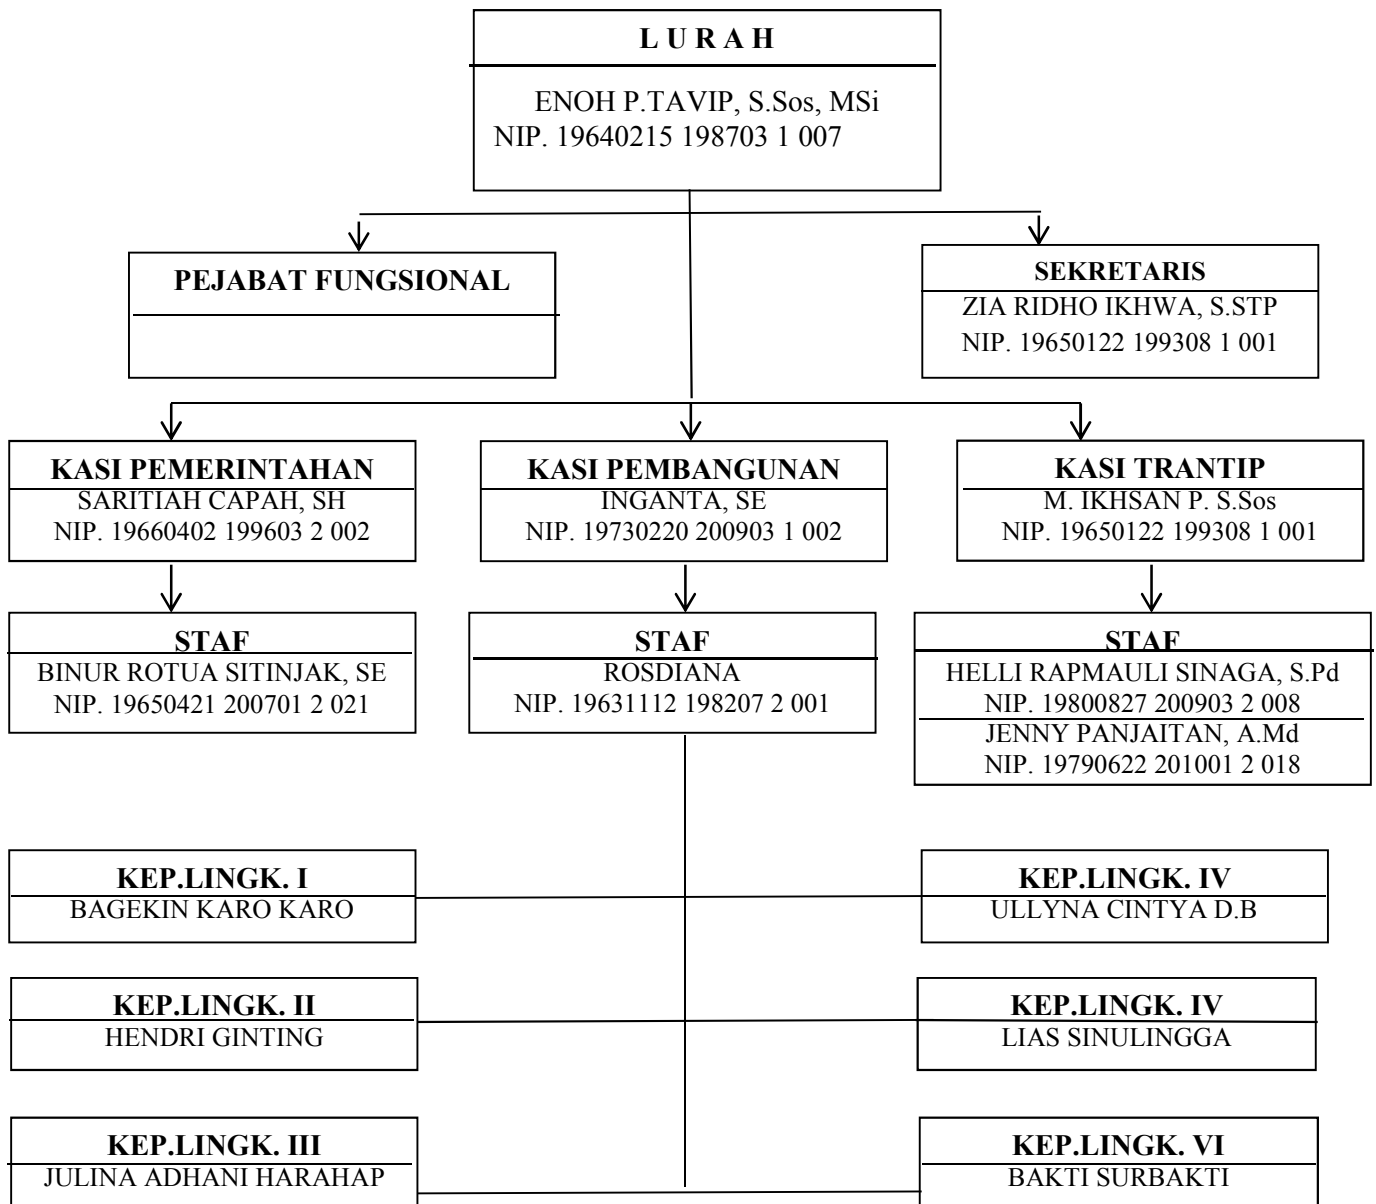 L U R A H
ENOH P.TAVIP, S.Sos, MSi
NIP. 19640215 198703 1 007
PEJABAT FUNGSIONAL
SEKRETARIS
ZIA RIDHO IKHWA, S.STP
NIP. 19650122 199308 1 001
KASI PEMERINTAHAN
SARITIAH CAPAH, SH
NIP. 19660402 199603 2 002
KASI PEMBANGUNAN
INGANTA, SE
NIP. 19730220 200903 1 002
KASI TRANTIP
M. IKHSAN P. S.Sos
NIP. 19650122 199308 1 001
STAF
BINUR ROTUA SITINJAK, SE
NIP. 19650421 200701 2 021
STAF
ROSDIANA
NIP. 19631112 198207 2 001
STAF
HELLI RAPMAULI SINAGA, S.Pd
NIP. 19800827 200903 2 008
JENNY PANJAITAN, A.Md
NIP. 19790622 201001 2 018
KEP.LINGK. I
BAGEKIN KARO KARO
KEP.LINGK. IV
ULLYNA CINTYA D.B
KEP.LINGK. II
HENDRI GINTING
KEP.LINGK. IV
LIAS SINULINGGA
KEP.LINGK. III
JULINA ADHANI HARAHAP
KEP.LINGK. VI
BAKTI SURBAKTI